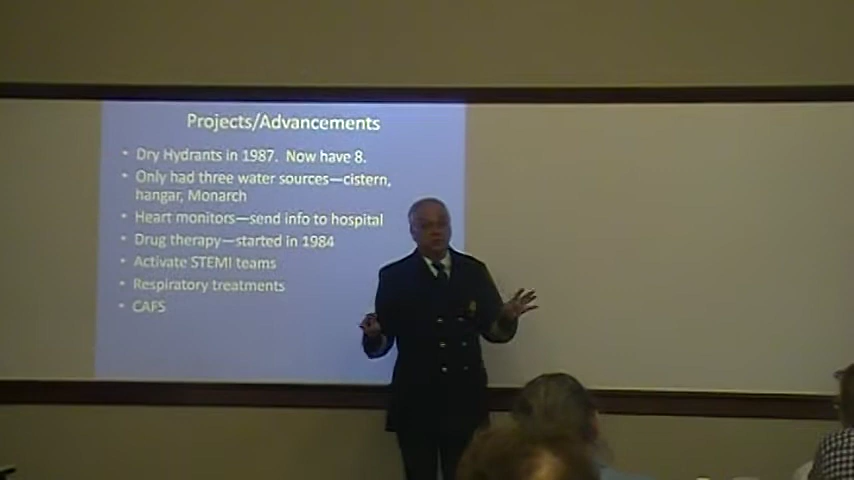 Projects/Advancements
• Dry Hydrants in 1987. Now have 8.
• Only had three water sources—cistern,
hangar, Monarch
• Heart monitors—send info to hospital
• Drug therapy—started in 1984
• Activate STEMI teams
• Respiratory treatments
• CAFS